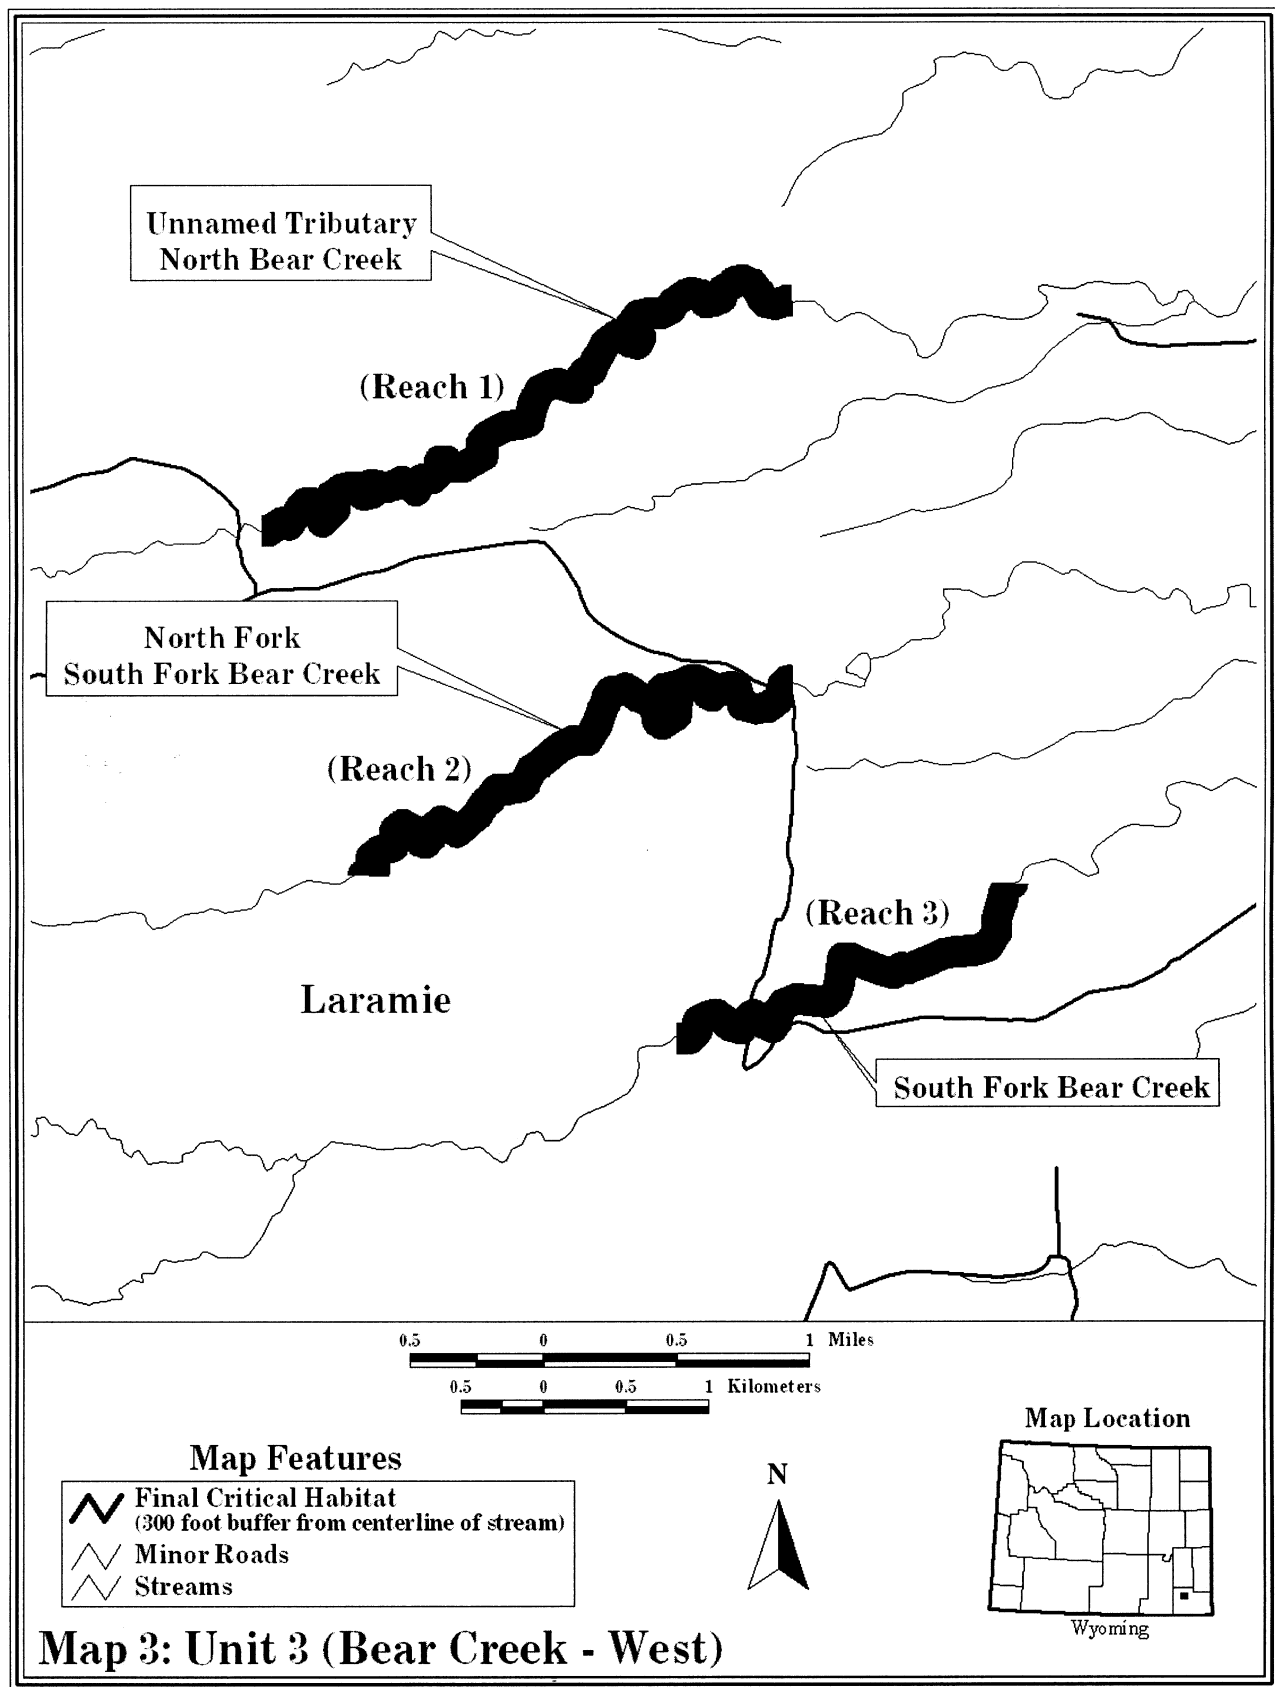 Unnamed Tributary
North Bear Creek
(Reach 1)
North Fork
South Fork Bear Creek
(Reach 2)
(Reach 3)
Laramie
South Fork Bear Creek
0.5 0 0.5 1 Miles
0.5 0 0.5 1 Kilometers
Map Location
Map Features
N
Final Critical Habitat
(300 foot buffer from centerline of stream)
Minor Roads
Streams
Wyoming
Map 3: Unit 3 (Bear Creek - West)